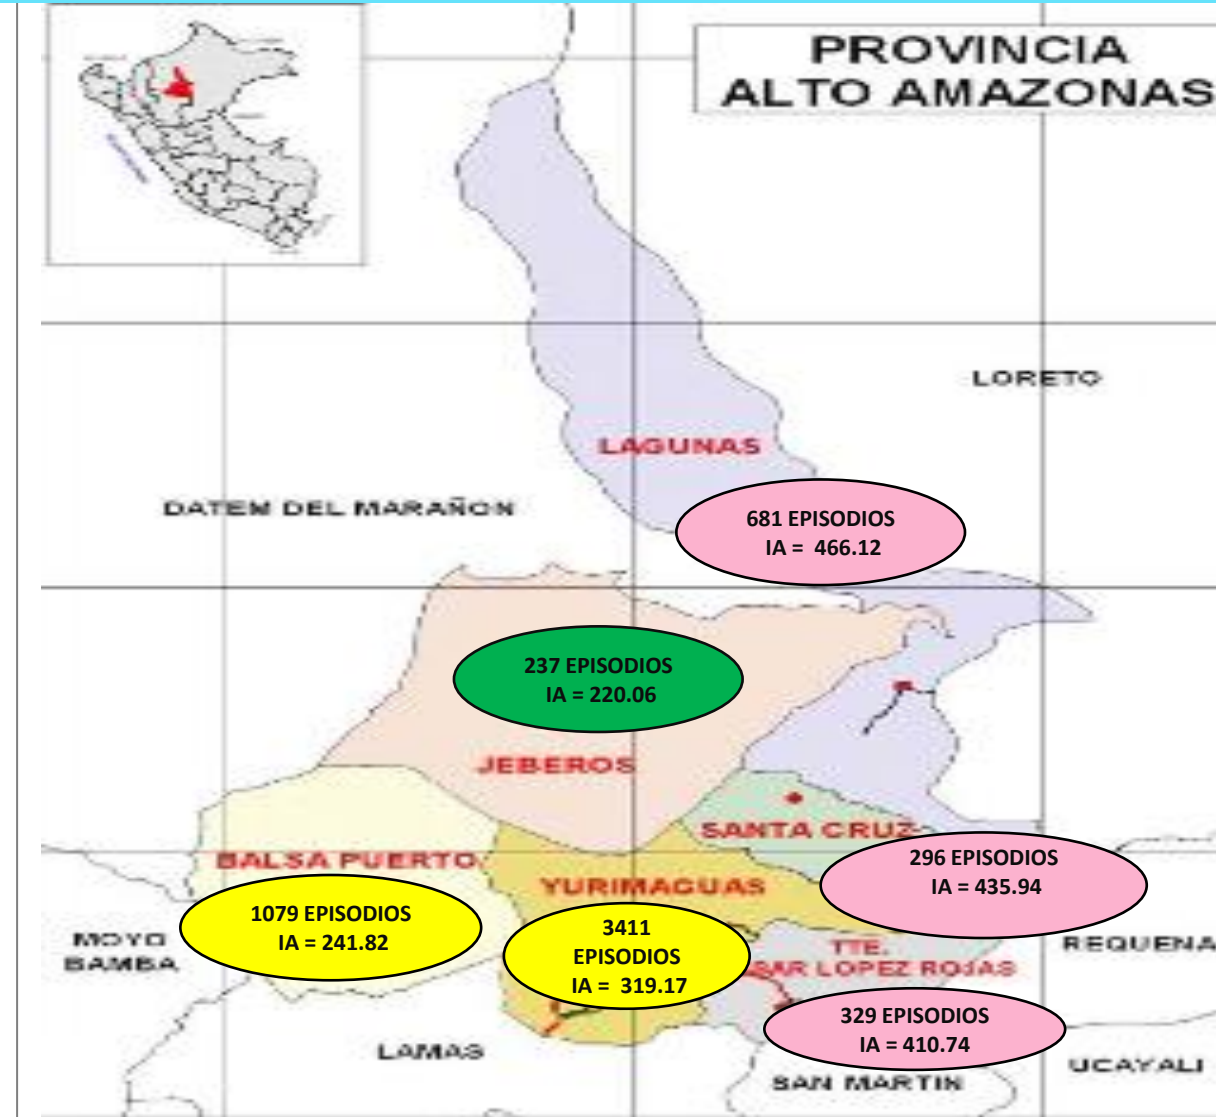 PROVINCIA
ALTO AMAZONAS
LORETO
LAGUNAS
DATEM DEL MARAÑON
681 EPISODIOS
IA =  466.12
237 EPISODIOS
IA = 220.06
JEBEROS
SANTA CRUZ
BALSA PUERTO
YURIMAGUAS
296 EPISODIOS
IA = 435.94
1079 EPISODIOS
IA = 241.82
3411
EPISODIOS
IA =  319.17
MOYO
BAMBA
TTE.
LOPEZ ROJAS
REQUENA
329 EPISODIOS
IA = 410.74
LAMAS
SAN MARTIN
UCAYALI